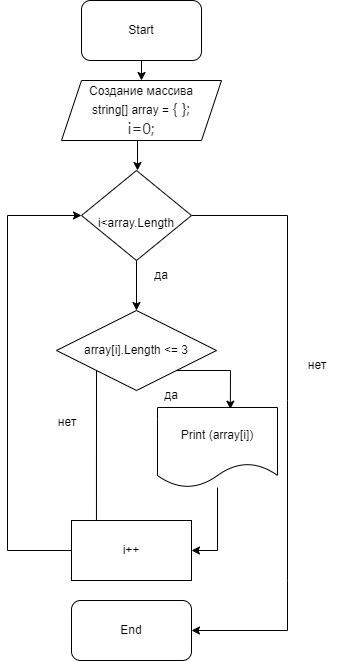 Start
Создание массива
string[] array = { };
i=0;
i<array.Length
да
array[i].Length <= 3
нет
да
нет
Print (array[i])
i++
End